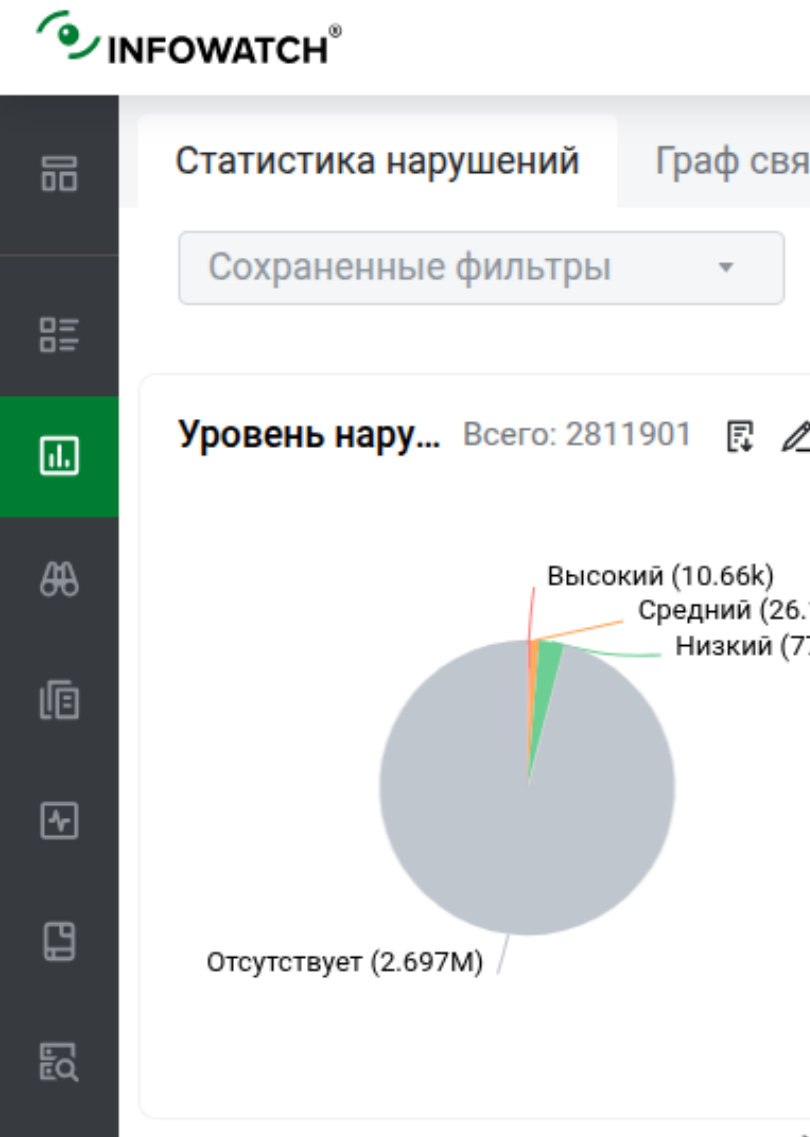 INFOWATCH®
Статистика нарушений
Граф свя
Сохраненные фильтры
Уровень нару... Всего: 2811901
Высокий (10.66k)
Средний (26.
Низкий (77
Отсутствует (2.697M)